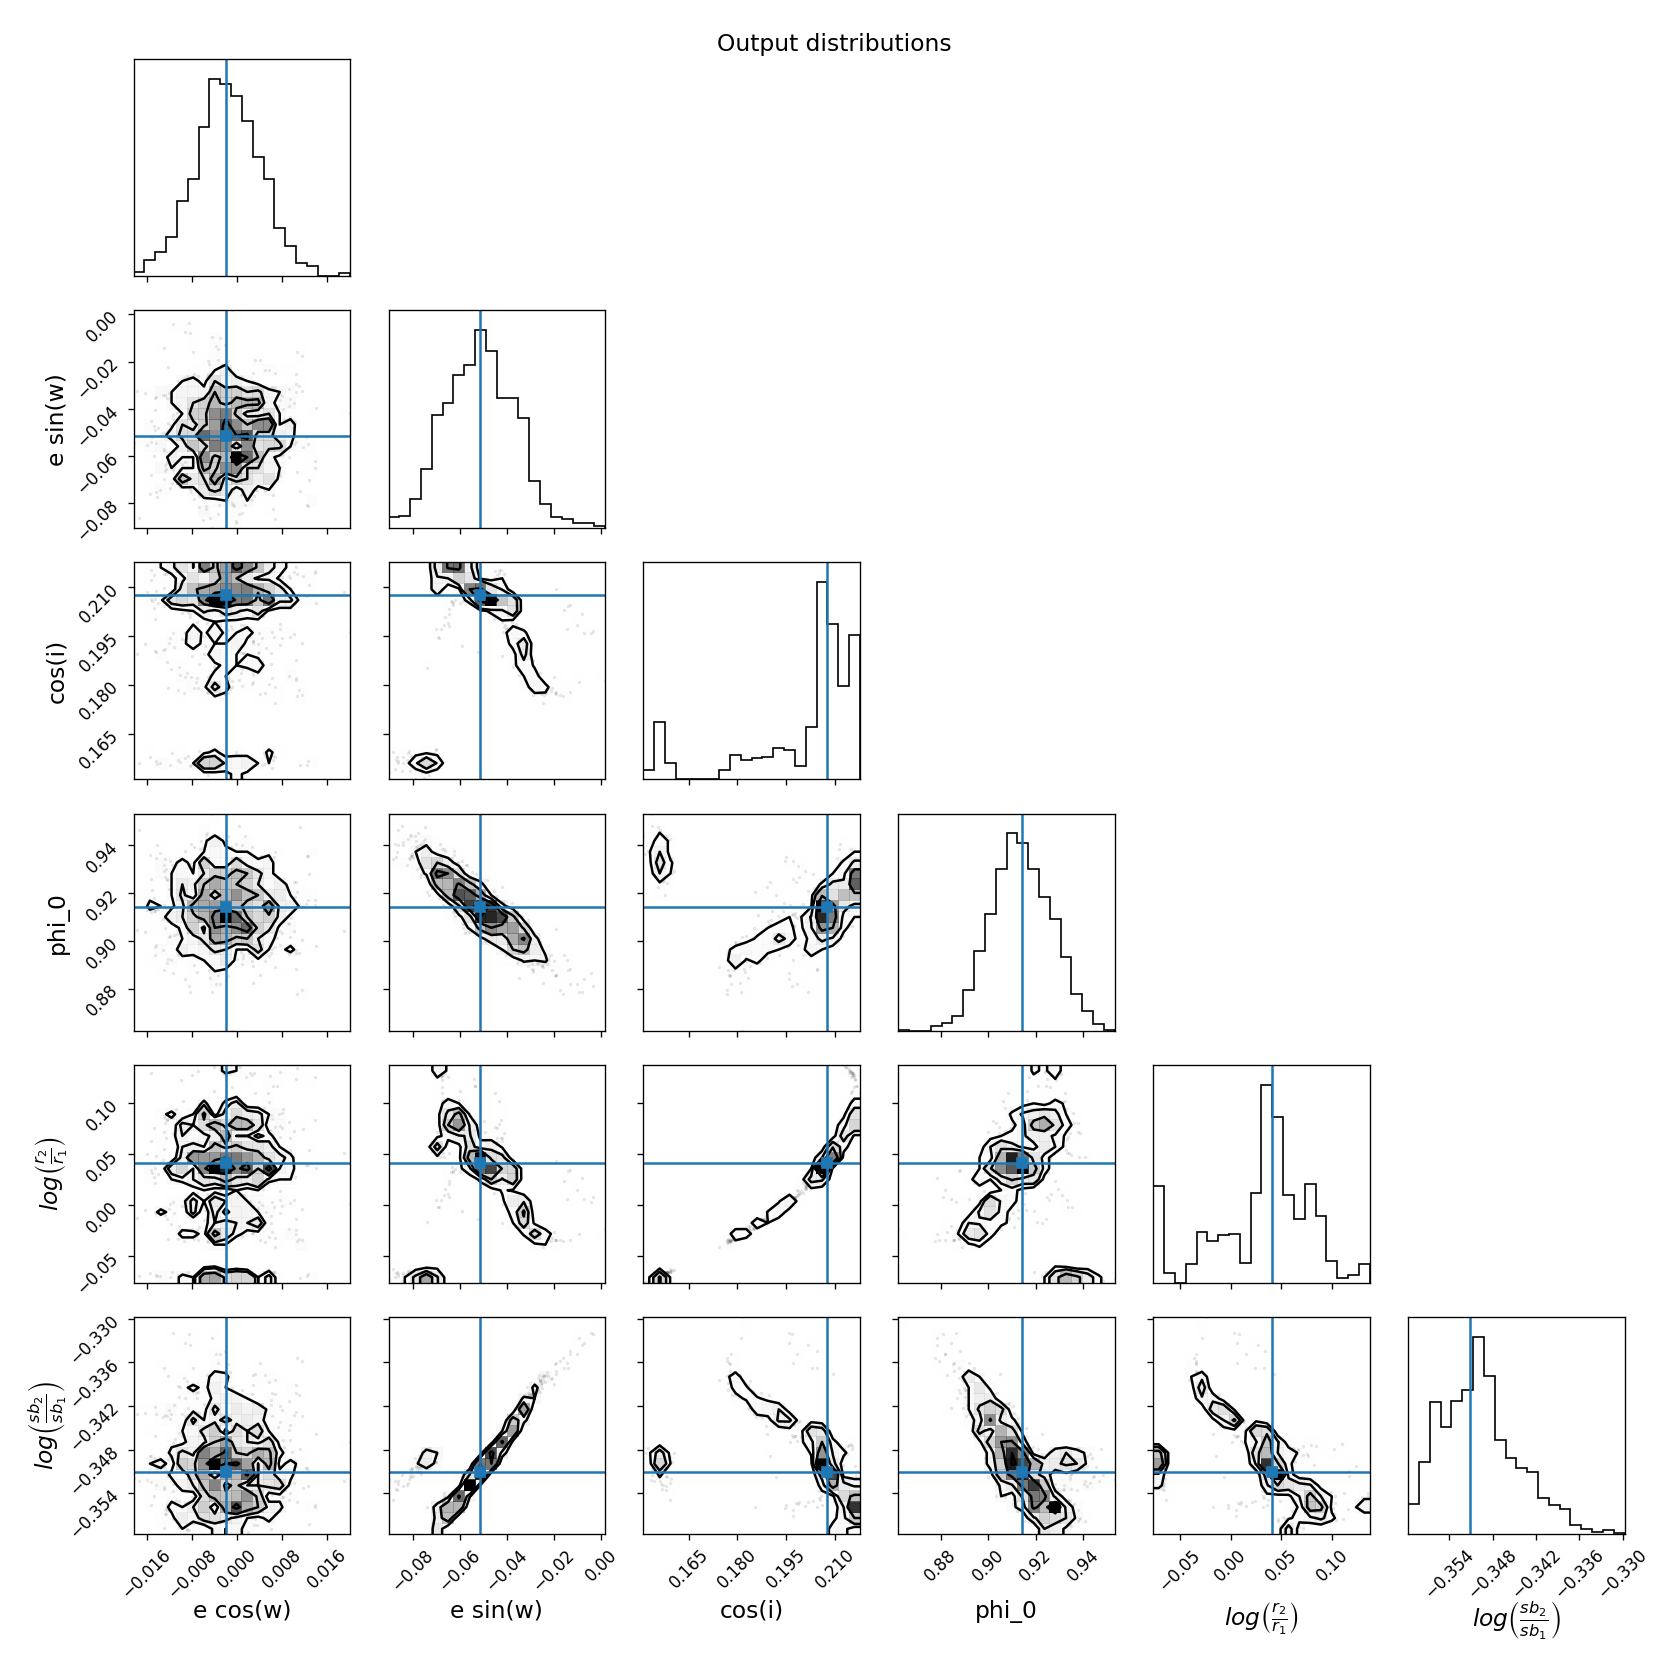 Output distributions
e sin(w)
0.00
−0.02
−0.04
−0.06
−0.08
cos(i)
0.210
0.195
0.180
0.165
phi_0
0.94
0.92
0.90
0.88
log(r₂/r₁)
0.10
0.05
0.00
−0.05
log(sb₂/sb₁)
−0.330
−0.336
−0.342
−0.348
−0.354
−0.016 −0.008 0.000 0.008 0.016 −0.08 −0.06 −0.04 −0.02 0.00 0.165 0.180 0.195 0.210 0.88 0.90 0.92 0.94 −0.05 0.00 0.05 0.10 −0.354 −0.348 −0.342 −0.336 −0.330
e cos(w) e sin(w) cos(i) phi_0 log(r₂/r₁) log(sb₂/sb₁)